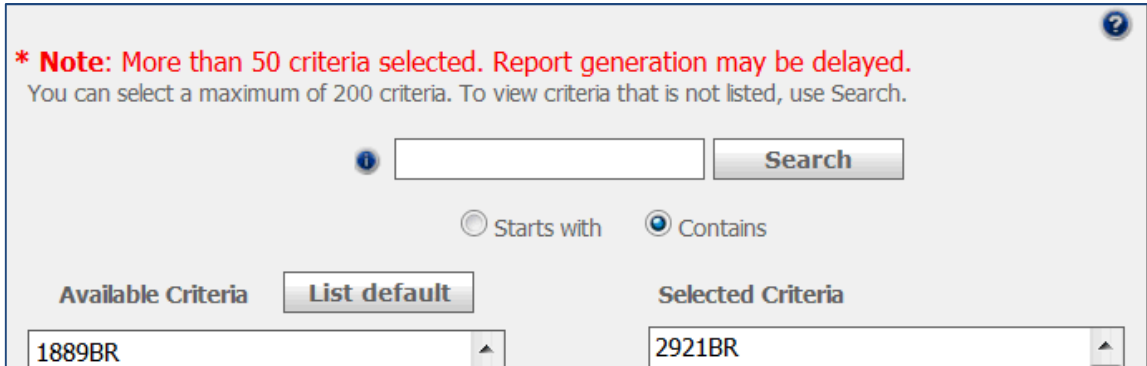 * Note: More than 50 criteria selected. Report generation may be delayed.
You can select a maximum of 200 criteria. To view criteria that is not listed, use Search.
Search
Starts with Contains
Available Criteria List default Selected Criteria
1889BR 2921BR